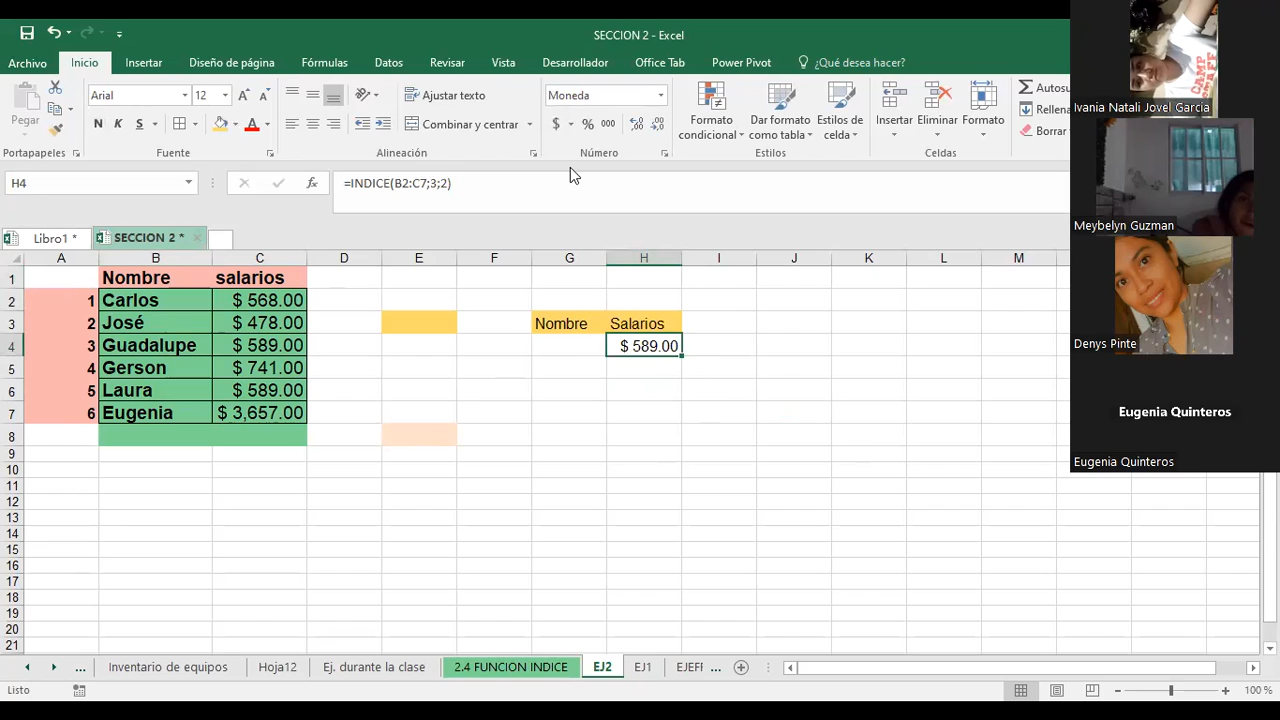 SECCION 2 - Excel
Archivo Inicio Insertar Diseño de página Fórmulas Datos Revisar Vista Desarrollador Office Tab Power Pivot ¿Qué desea hacer?
Pegar
Portapapeles
Arial 12
N K S
Fuente
Ajustar texto
Combinar y centrar
Alineación
Moneda
$ % 000
Número
Formato condicional
Dar formato como tabla
Estilos de celda
Estilos
Insertar Eliminar Formato
Celdas
Autosu
Rellena
Borrar
H4 fx =INDICE(B2:C7;3;2)
Libro1 * SECCION 2 *
A B C D E F G H I J K L M
1 Nombre salarios
2 1 Carlos $ 568.00
3 2 José $ 478.00 Nombre Salarios
4 3 Guadalupe $ 589.00 $ 589.00
5 4 Gerson $ 741.00
6 5 Laura $ 589.00
7 6 Eugenia $ 3,657.00
8
9
10
11
12
13
14
15
16
17
18
19
20
21
... Inventario de equipos Hoja12 Ej. durante la clase 2.4 FUNCION INDICE EJ2 EJ1 EJEFI ...
Listo 100 %
CAMP STAFF
Ivania Natali Jovel Garcia
Meybelyn Guzman
Denys Pinte
Eugenia Quinteros
Eugenia Quinteros